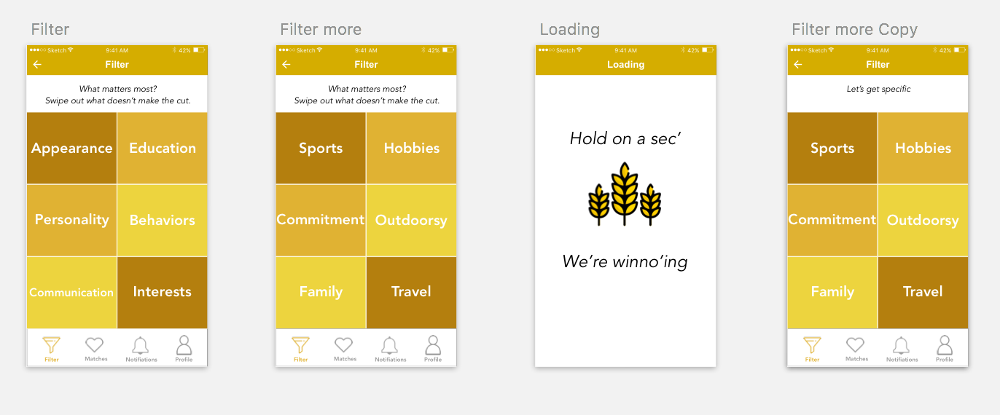 Filter
●●●○○ Sketch 9:41 AM 42%
Filter
What matters most?
Swipe out what doesn’t make the cut.
Appearance Education
Personality Behaviors
Communication Interests
Filter Matches Notifiations Profile
Filter more
●●●○○ Sketch 9:41 AM 42%
Filter
What matters most?
Swipe out what doesn’t make the cut.
Sports Hobbies
Commitment Outdoorsy
Family Travel
Filter Matches Notifiations Profile
Loading
●●●○○ Sketch 9:41 AM 42%
Loading
Hold on a sec’
We’re winno’ing
Filter more Copy
●●●○○ Sketch 9:41 AM 42%
Filter
Let’s get specific
Sports Hobbies
Commitment Outdoorsy
Family Travel
Filter Matches Notifiations Profile